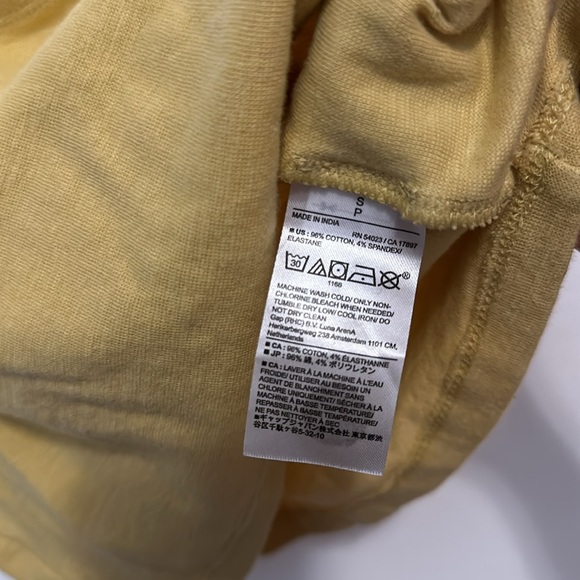 S
P
MADE IN INDIA RN 54023 / CA 17897
■ US : 96% COTTON, 4% SPANDEX/
ELASTANE
30
®
1166
MACHINE WASH COLD/ ONLY NON-
CHLORINE BLEACH WHEN NEEDED/
TUMBLE DRY LOW/ COOL IRON/ DO
NOT DRY CLEAN
Gap (RHC) B.V. Luna ArenA
Herikerbergweg 238 Amsterdam 1101 CM,
Netherlands
■ CA : 96% COTON, 4% ÉLASTHANNE
■ JP : 96% 綿, 4% ポリウレタン
■ CA : LAVER À LA MACHINE À L'EAU
FROIDE/ UTILISER AU BESOIN UN
AGENT DE BLANCHIMENT SANS
CHLORE UNIQUEMENT/ SÉCHER À LA
MACHINE À BASSE TEMPÉRATURE/
REPASSER À BASSE TEMPÉRATURE/
NE PAS NETTOYER À SEC
■ギャップジャパン株式会社 東京都渋
谷区千駄ヶ谷5-32-10